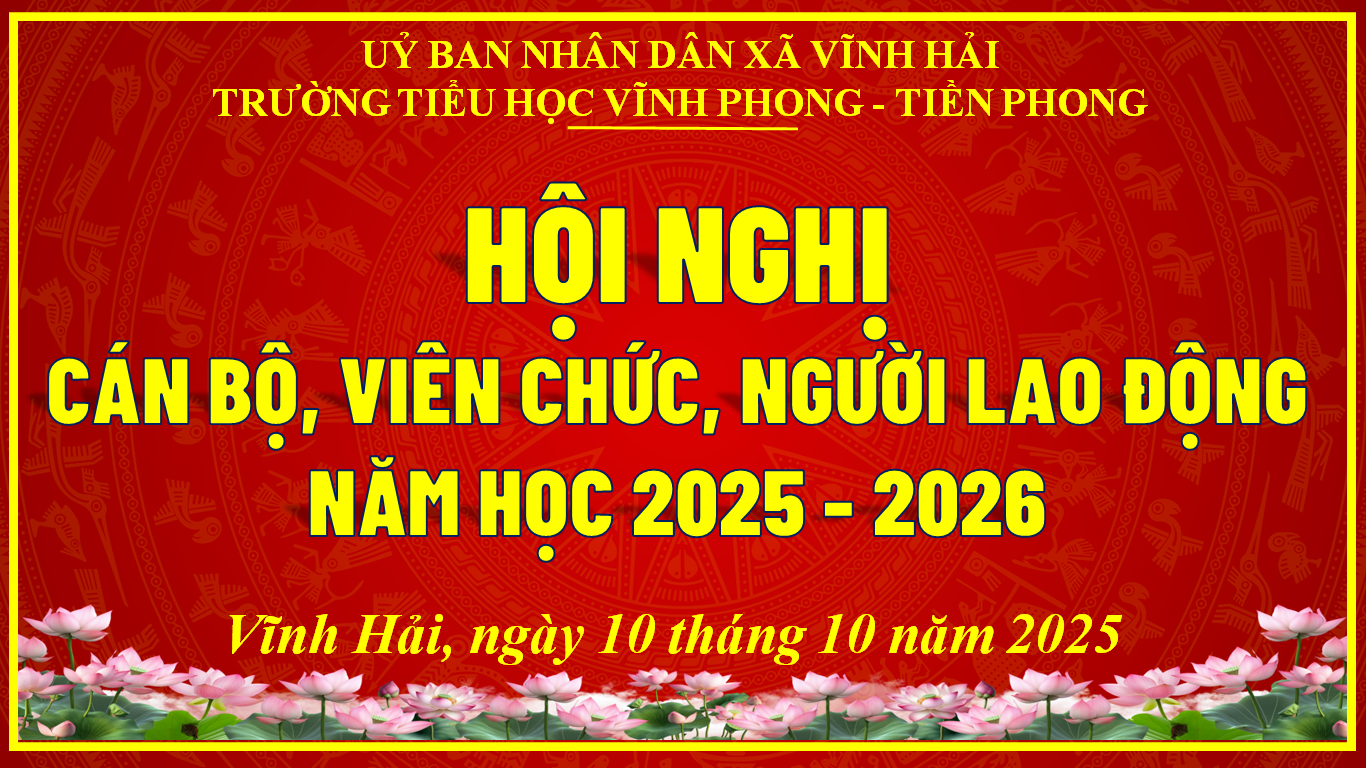 UỶ BAN NHÂN DÂN XÃ VĨNH HẢI
TRƯỜNG TIỂU HỌC VĨNH PHONG - TIỀN PHONG
HỘI NGHỊ
CÁN BỘ, VIÊN CHỨC, NGƯỜI LAO ĐỘNG
NĂM HỌC 2025 - 2026
Vĩnh Hải, ngày 10 tháng 10 năm 2025